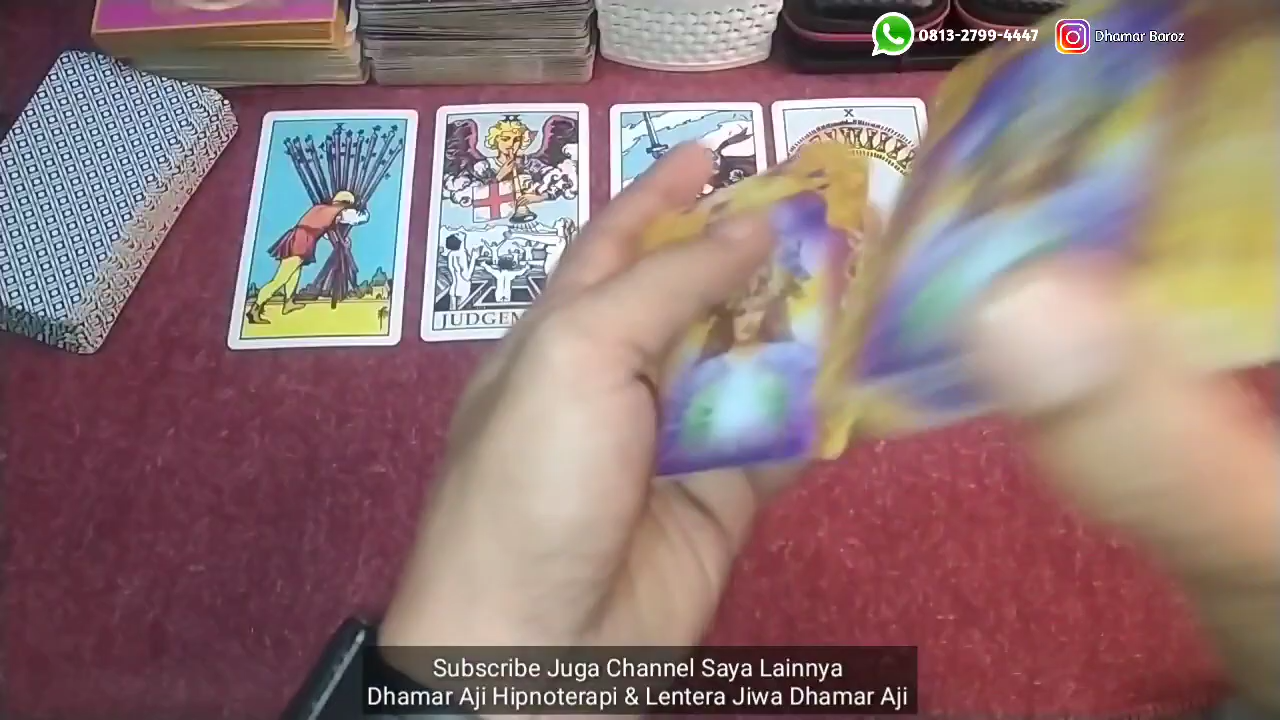 0813-2799-4447 Dhamar Baroz
X
X
JUDGEM
Subscribe Juga Channel Saya Lainnya
Dhamar Aji Hipnoterapi & Lentera Jiwa Dhamar Aji